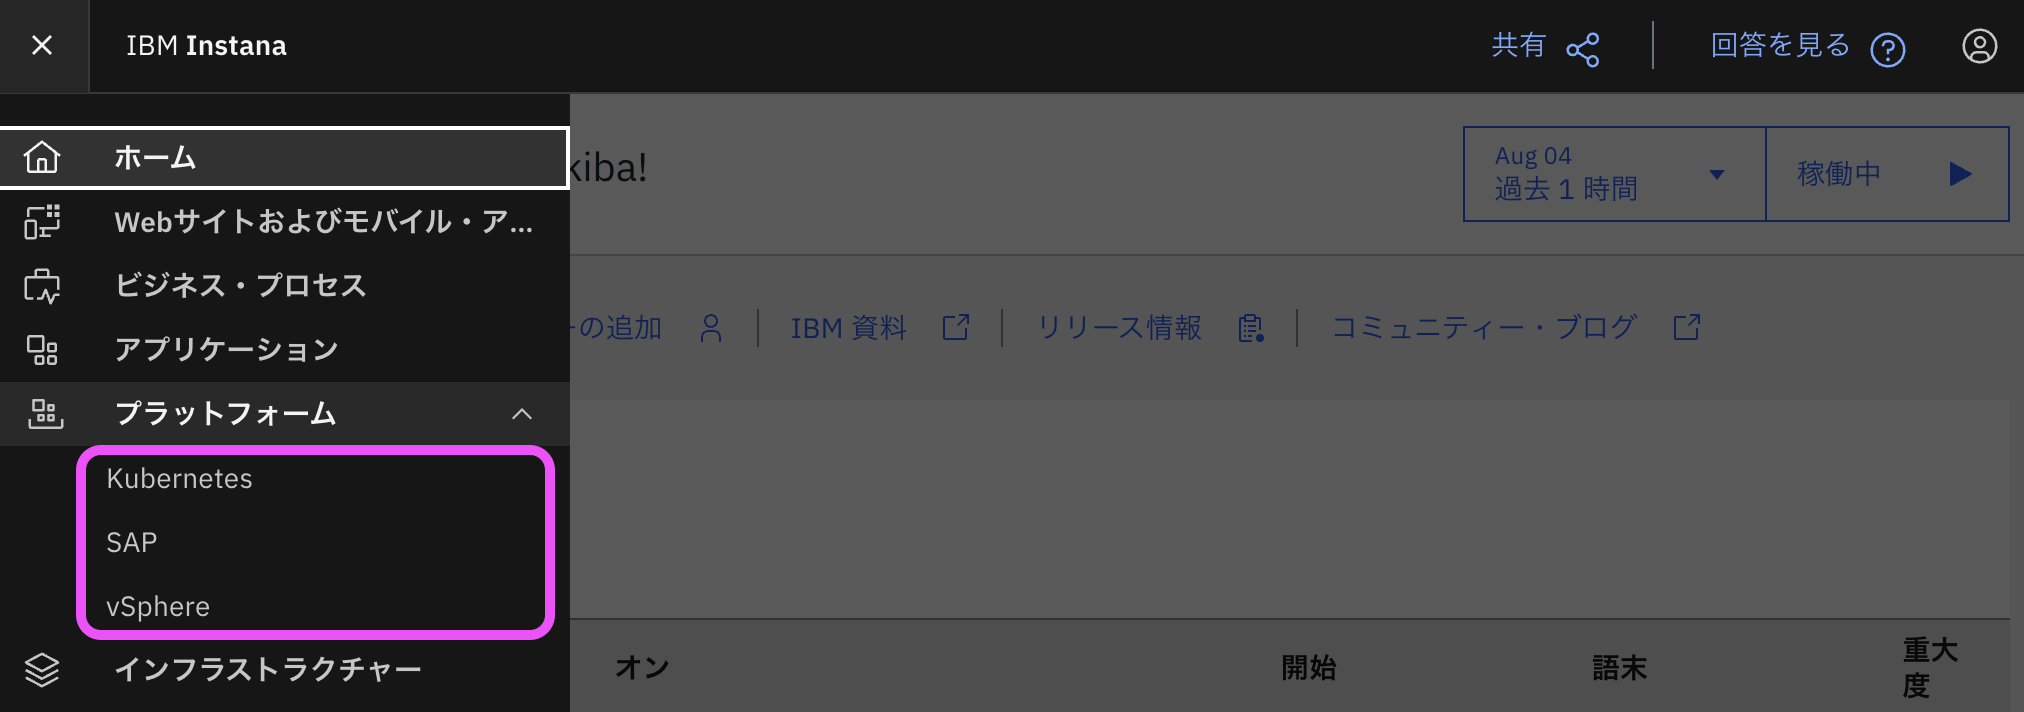 IBM Instana
共有
回答を見る
ホーム
Webサイトおよびモバイル・ア...
ビジネス・プロセス
アプリケーション
プラットフォーム
Kubernetes
SAP
vSphere
インフラストラクチャー
kiba!
Aug 04
過去 1 時間
稼働中
ーの追加
IBM 資料
リリース情報
コミュニティー・ブログ
オン
開始
語末
重大
度